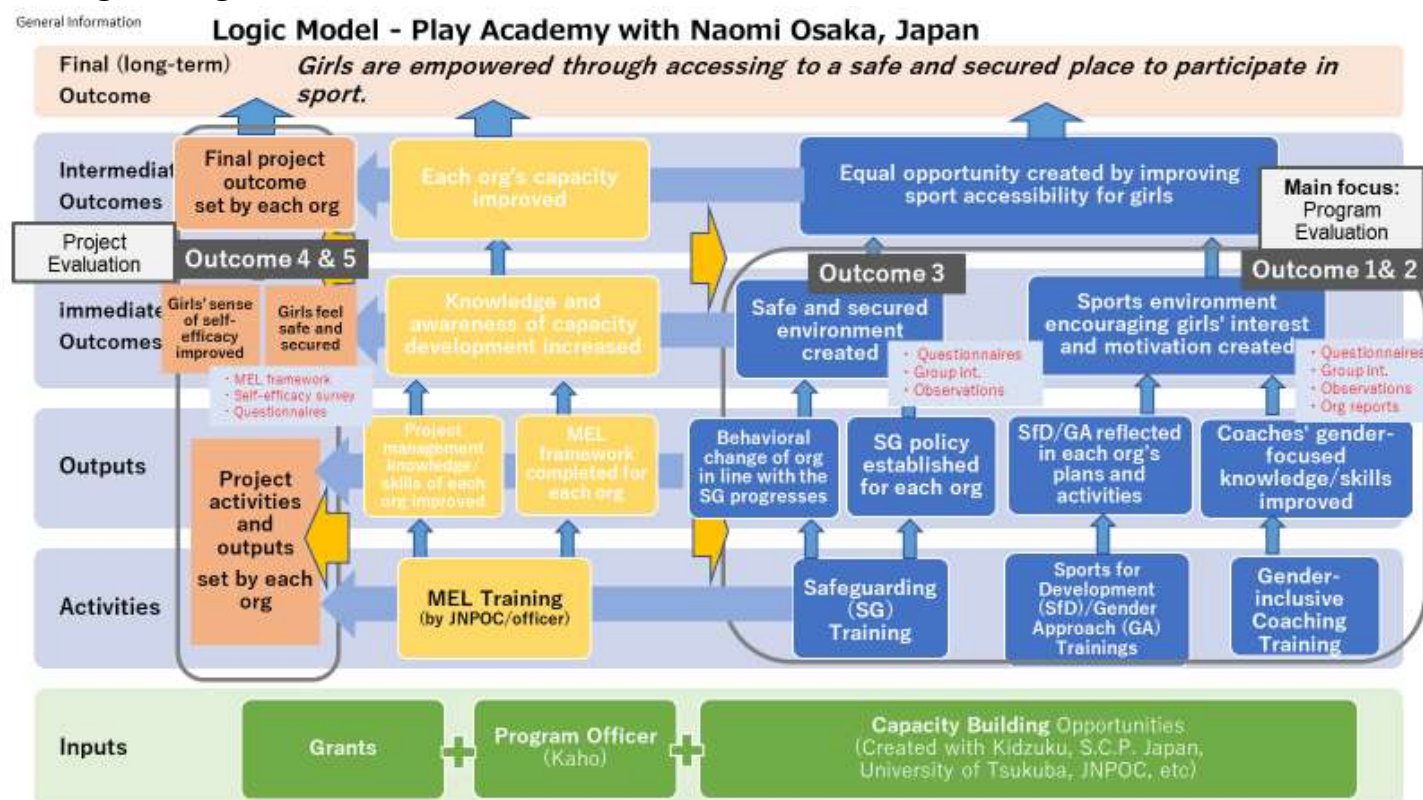 General Information
Logic Model - Play Academy with Naomi Osaka, Japan
Final (long-term)
Outcome
Girls are empowered through accessing to a safe and secured place to participate in
sport.
Intermediat
Outcomes
Final project
outcome
set by each org
Each org's capacity
improved
Equal opportunity created by improving
sport accessibility for girls
Main focus:
Program
Evaluation
Project
Evaluation
Outcome 4 & 5
Outcome 3
Outcome 1& 2
immediate
Outcomes
Girls' sense
of self-
efficacy
improved
Girls feel
safe and
secured
Knowledge and
awareness of capacity
development increased
Safe and secured
environment
created
Sports environment
encouraging girls' interest
and motivation created
・MEL framework
・Self-efficacy survey
・Questionnaires
・Questionnaires
・Group Int.
・Observations
・Questionnaires
・Group Int.
・Observations
・Org reports
Outputs
Project
activities
and
outputs
set by each
org
Project
management
knowledge/
skills of each
org improved
MEL
framework
completed for
each org
Behavioral
change of org
in line with the
SG progresses
SG policy
established
for each org
SfD/GA reflected
in each org's
plans and
activities
Coaches' gender-
focused
knowledge/skills
improved
Activities
MEL Training
(by JNPOC/officer)
Safeguarding
(SG)
Training
Sports for
Development
(SfD)/Gender
Approach (GA)
Trainings
Gender-
inclusive
Coaching
Training
Inputs
Grants
Program Officer
(Kaho)
Capacity Building Opportunities
(Created with Kidzuku, S.C.P. Japan,
University of Tsukuba, JNPOC, etc)